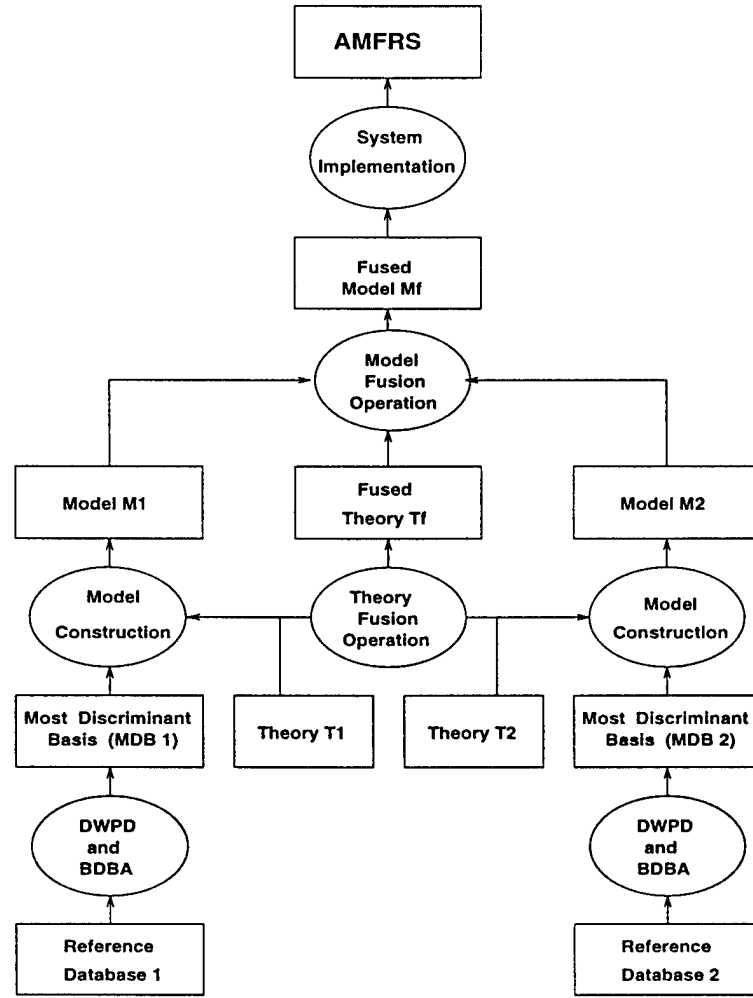 AMFRS
System
Implementation
Fused
Model Mf
Model
Fusion
Operation
Model M1
Fused
Theory Tf
Model M2
Model
Construction
Theory
Fusion
Operation
Model
Construction
Most Discriminant
Basis (MDB 1)
Theory T1
Theory T2
Most Discriminant
Basis (MDB 2)
DWPD
and
BDBA
DWPD
and
BDBA
Reference
Database 1
Reference
Database 2